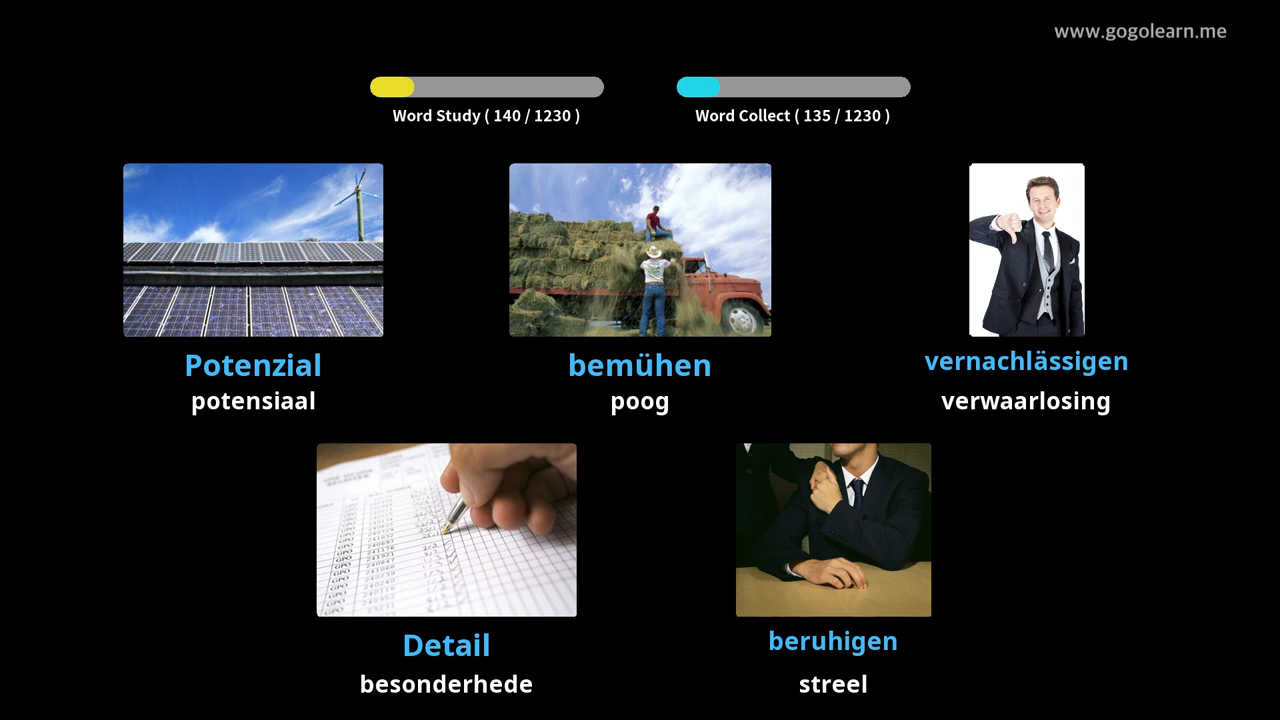 www.gogolearn.me
Word Study ( 140 / 1230 )
Word Collect ( 135 / 1230 )
Potenzial
potensiaal
bemühen
poog
vernachlässigen
verwaarlosing
Detail
besonderhede
beruhigen
streel